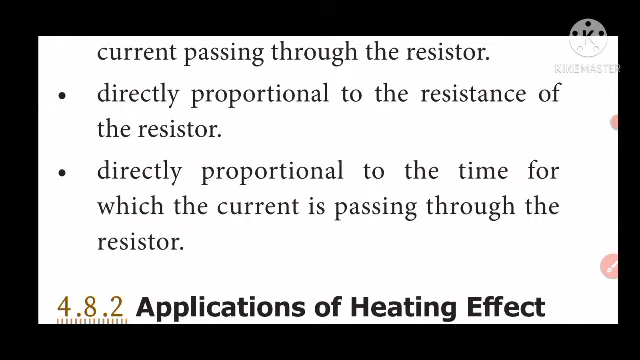 current passing through the resistor.
KINEMASTER
• directly proportional to the resistance of
the resistor.
• directly proportional to the time for
which the current is passing through the
resistor.
4.8.2 Applications of Heating Effect